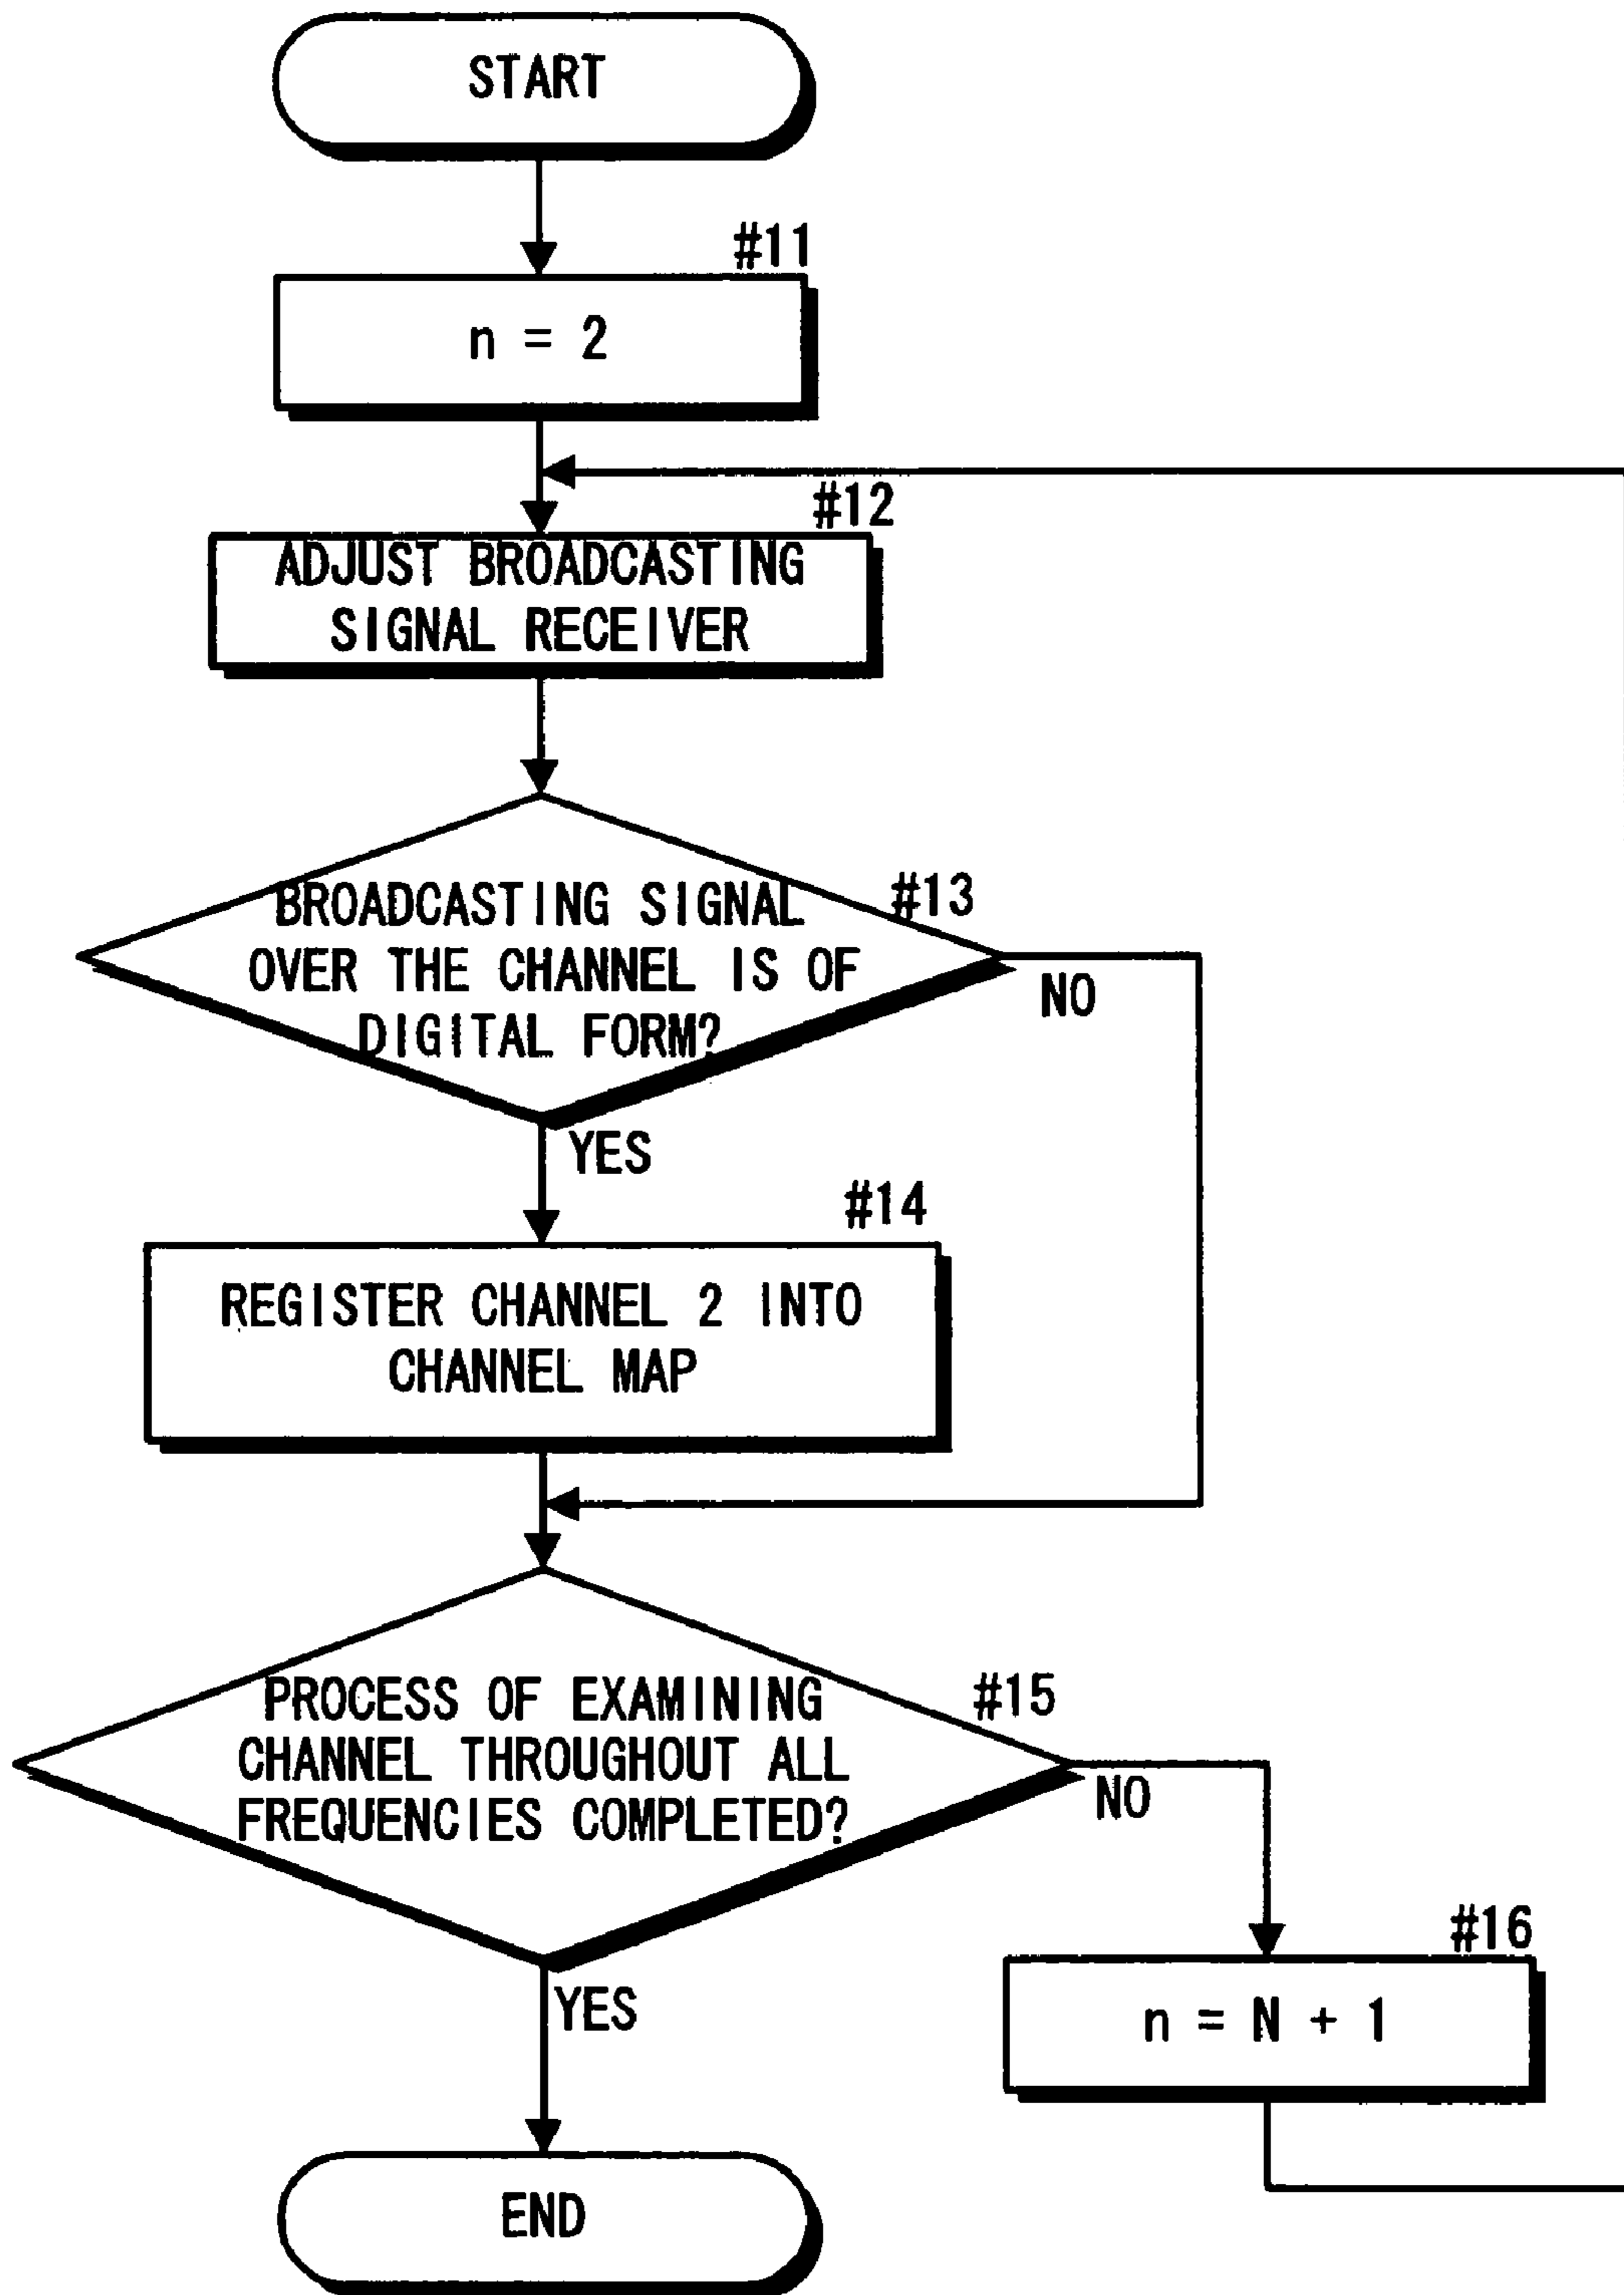 START
#11
n = 2
#12
ADJUST BROADCASTING
SIGNAL RECEIVER
#13
BROADCASTING SIGNAL
OVER THE CHANNEL IS OF
DIGITAL FORM?
NO
YES
#14
REGISTER CHANNEL 2 INTO
CHANNEL MAP
#15
PROCESS OF EXAMINING
CHANNEL THROUGHOUT ALL
FREQUENCIES COMPLETED?
NO
YES
#16
n = N + 1
END